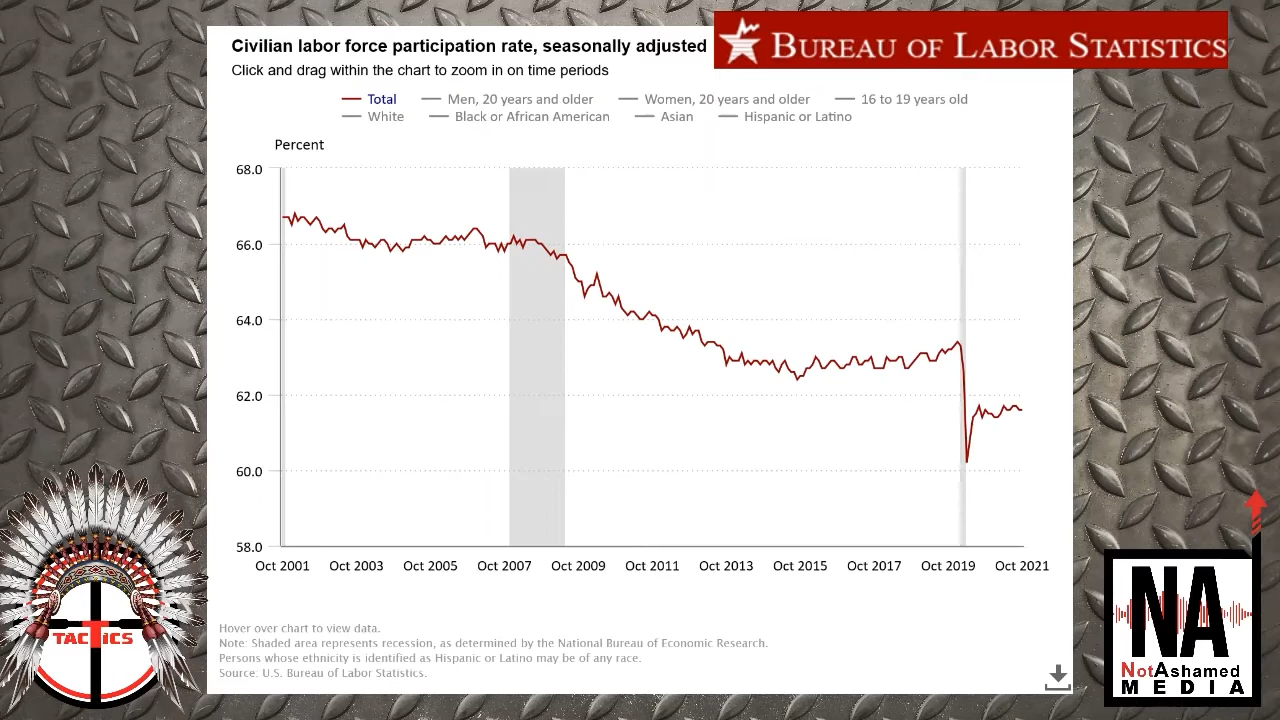 BUREAU OF LABOR STATISTICS
Civilian labor force participation rate, seasonally adjusted
Click and drag within the chart to zoom in on time periods
Total Men, 20 years and older Women, 20 years and older 16 to 19 years old
White Black or African American Asian Hispanic or Latino
Percent
68.0
66.0
64.0
62.0
60.0
58.0
Oct 2001 Oct 2003 Oct 2005 Oct 2007 Oct 2009 Oct 2011 Oct 2013 Oct 2015 Oct 2017 Oct 2019 Oct 2021
Hover over chart to view data.
Note: Shaded area represents recession, as determined by the National Bureau of Economic Research.
Persons whose ethnicity is identified as Hispanic or Latino may be of any race.
Source: U.S. Bureau of Labor Statistics.
TACTICS
NA
NotAshamed
MEDIA